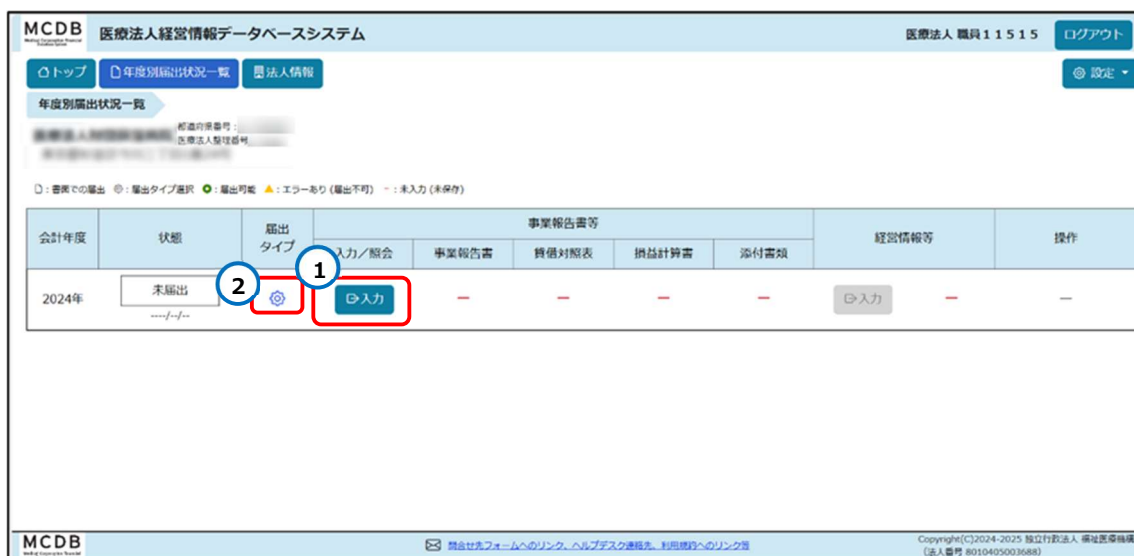 MCDB 医療法人経営情報データベースシステム 医療法人 職員11515 ログアウト
トップ 年度別届出状況一覧 法人情報 設定
年度別届出状況一覧
都道府県番号:
医療法人整理番号
:書面での届出 :届出タイプ選択 :届出可能 :エラーあり(届出不可) -:未入力(未保存)
会計年度 状態 届出タイプ 事業報告書等 経営情報等 操作
入力/照会 事業報告書 貸借対照表 損益計算書 添付書類
1
2
2024年 未届出 入力 − − − − 入力 − −
----/--/--
MCDB 問合せ先フォームへのリンク、ヘルプデスク連絡先、利用規約へのリンク等 Copyright(C)2024-2025 独立行政法人 福祉医療機構
(法人番号 8010405003688)